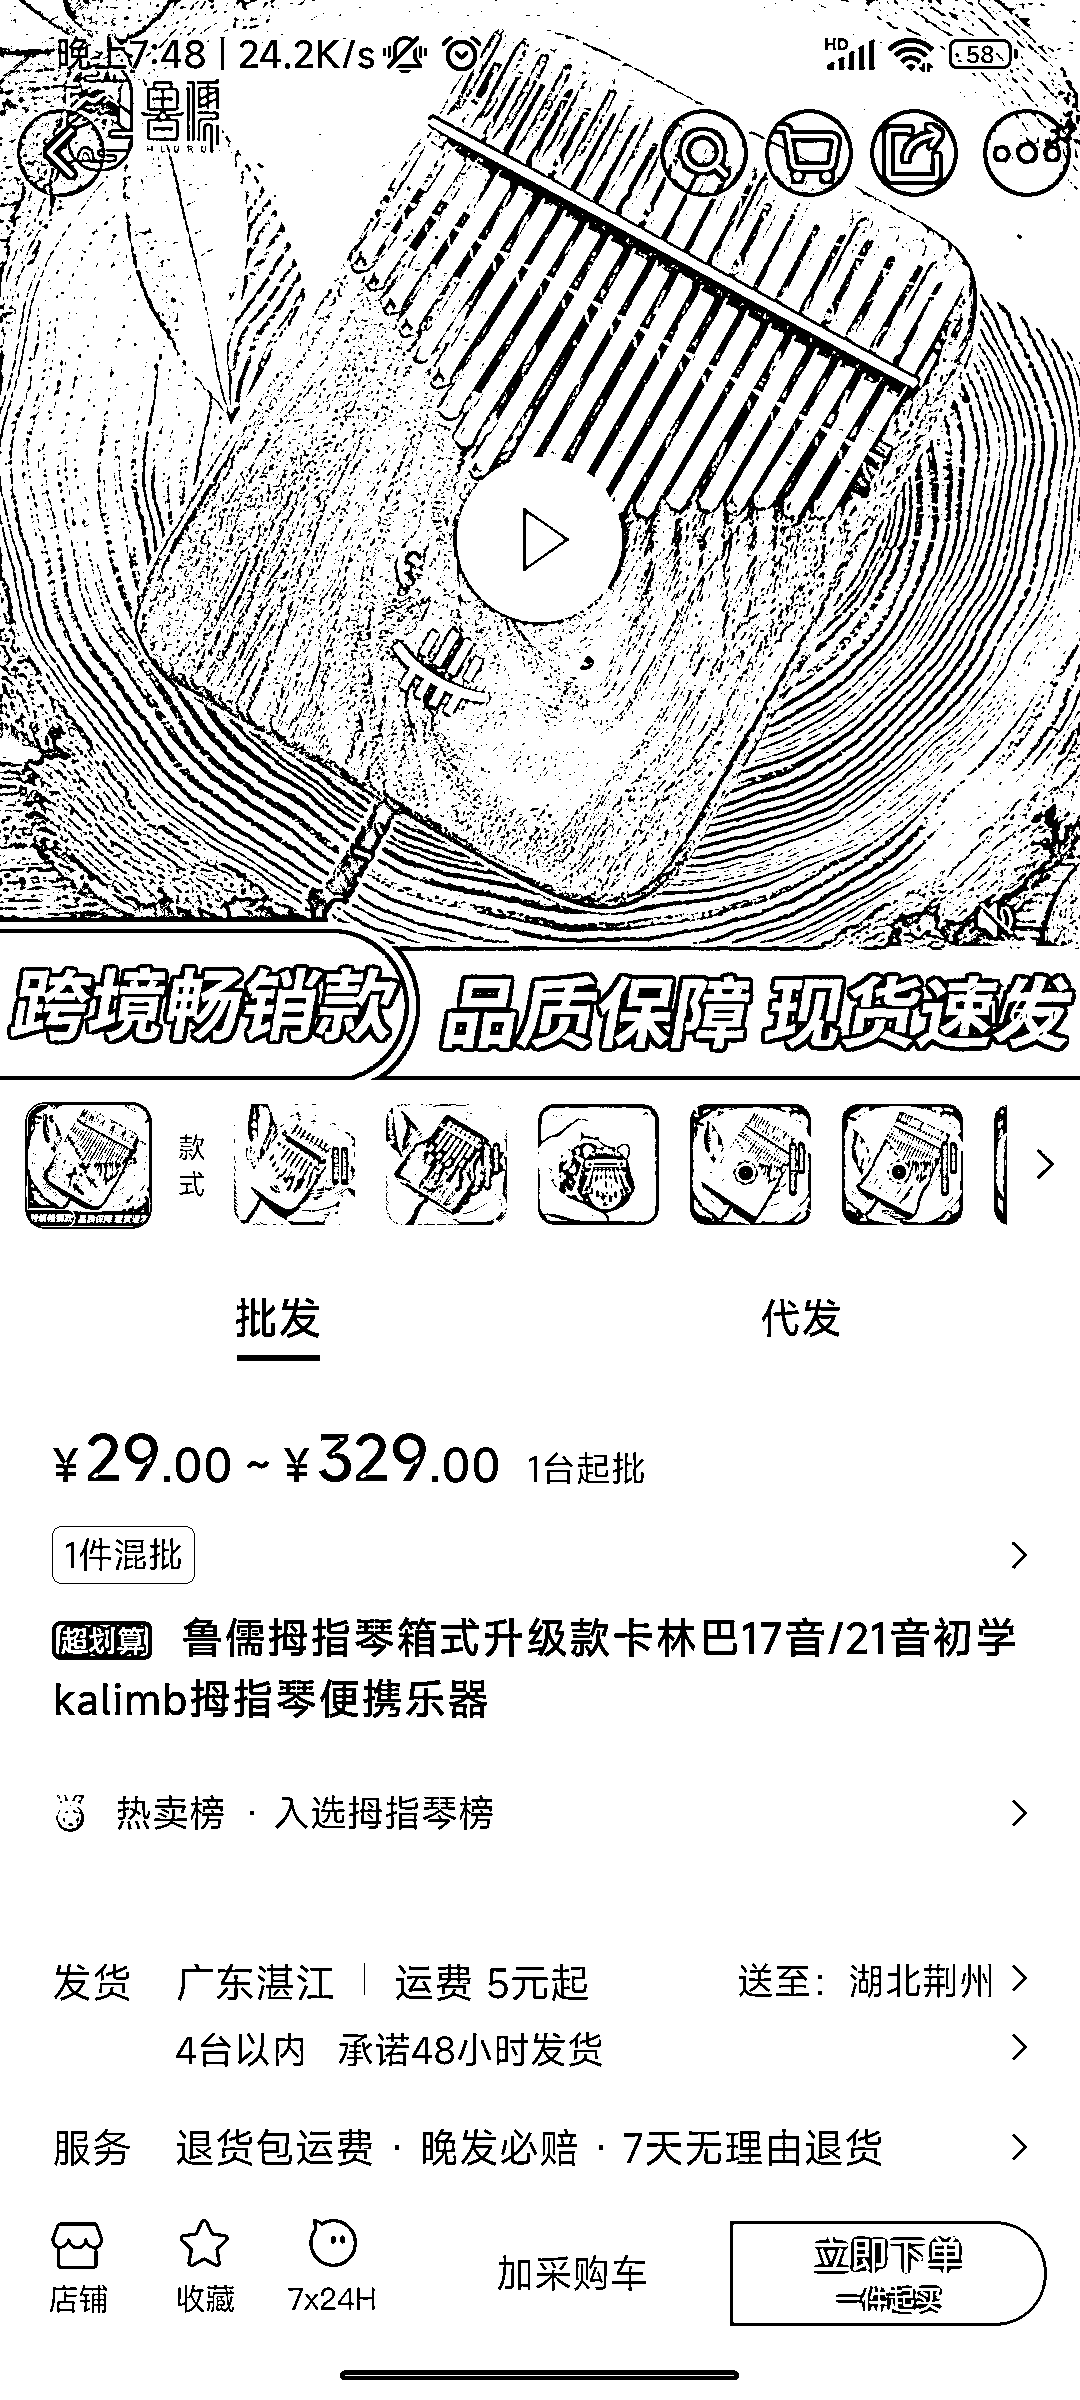 晚上7:48 | 24.2K/s
HD
58
鲁儒
跨境畅销款
品质保障 现货速发
款式
批发
代发
¥29.00 ~ ¥329.00 1台起批
1件混批
超划算 鲁儒拇指琴箱式升级款卡林巴17音/21音初学
kalimb拇指琴便携乐器
热卖榜 · 入选拇指琴榜
发货 广东湛江 | 运费 5元起 送至：湖北荆州
4台以内 承诺48小时发货
服务 退货包运费 · 晚发必赔 · 7天无理由退货
店铺
收藏
7x24H
加采购车
立即下单
一件起买